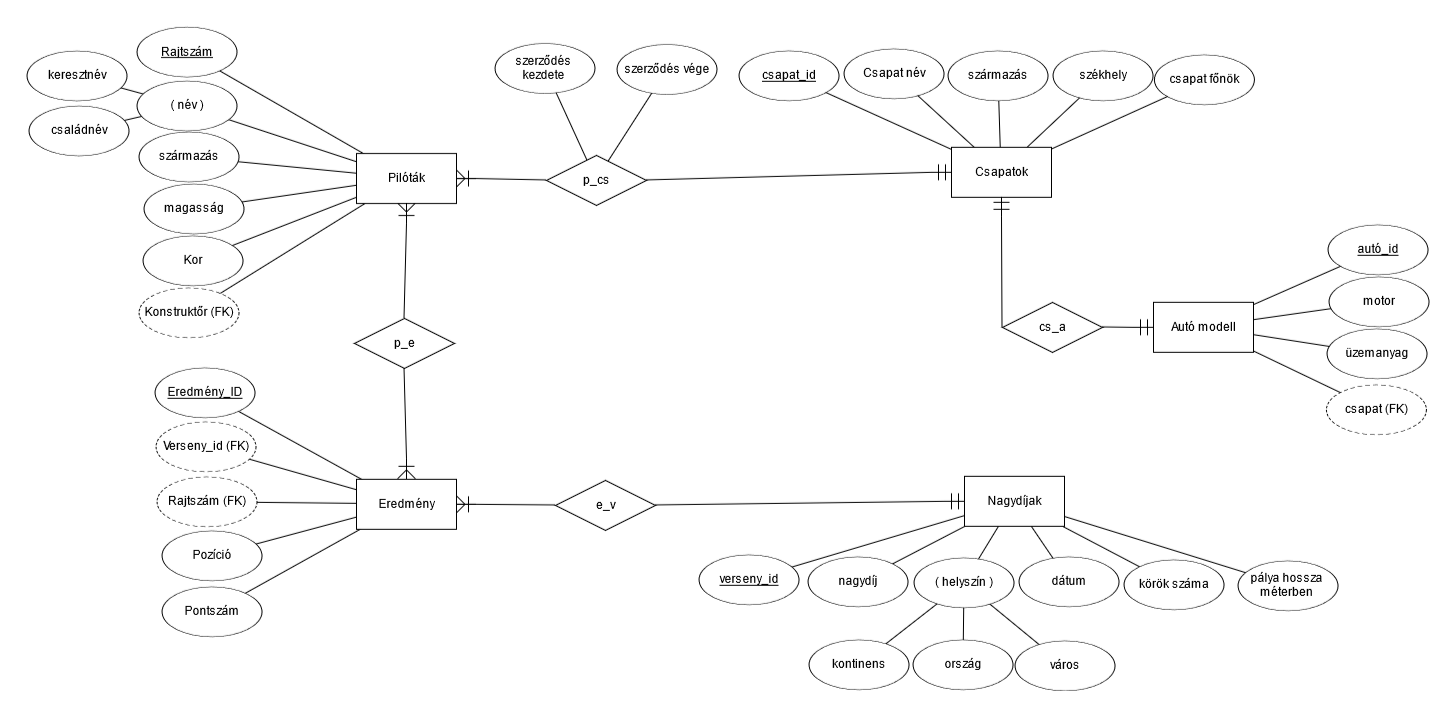 Rajtszám
keresztnév
( név )
családnév
származás
magasság
Kor
Konstruktőr (FK)
Pilóták
szerződés
kezdete
szerződés vége
p_cs
csapat_id
Csapat név
származás
székhely
csapat főnök
Csapatok
cs_a
autó_id
motor
üzemanyag
csapat (FK)
Autó modell
p_e
Eredmény_ID
Verseny_id (FK)
Rajtszám (FK)
Pozíció
Pontszám
Eredmény
e_v
Nagydíjak
verseny_id
nagydíj
( helyszín )
dátum
körök száma
pálya hossza
méterben
kontinens
ország
város